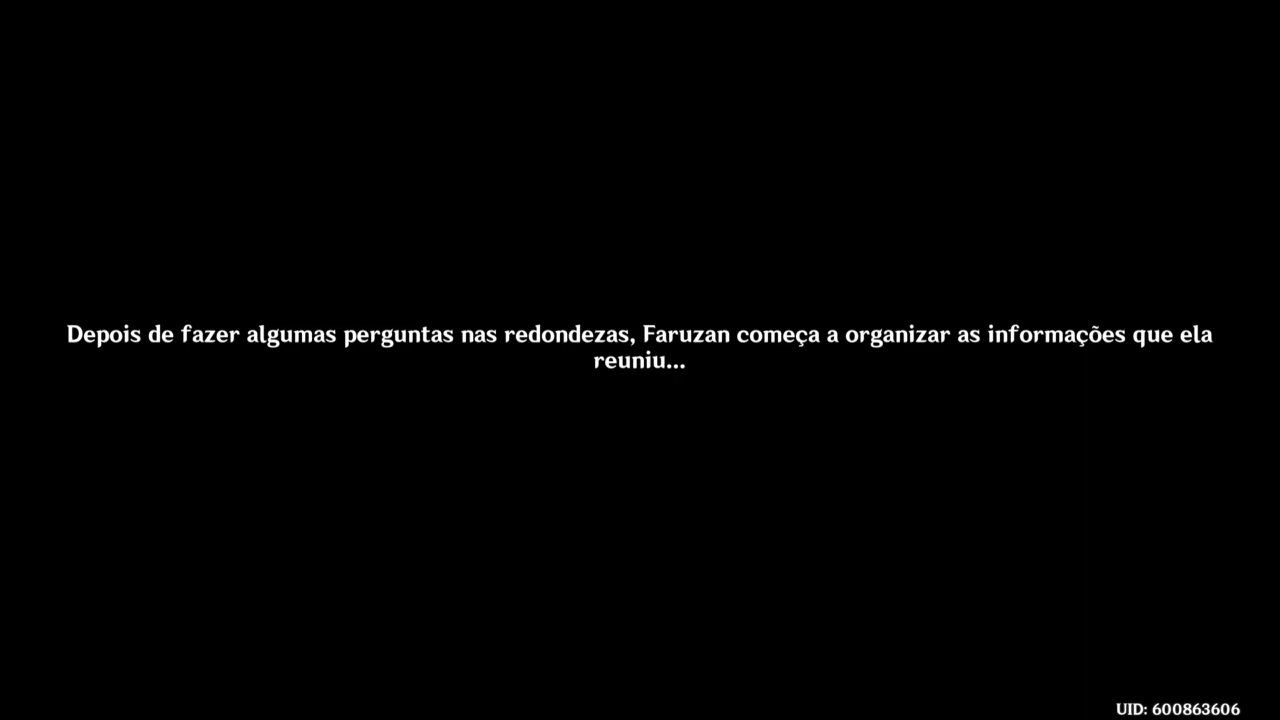 Depois de fazer algumas perguntas nas redondezas, Faruzan começa a organizar as informações que ela
reuniu...
UID: 600863606